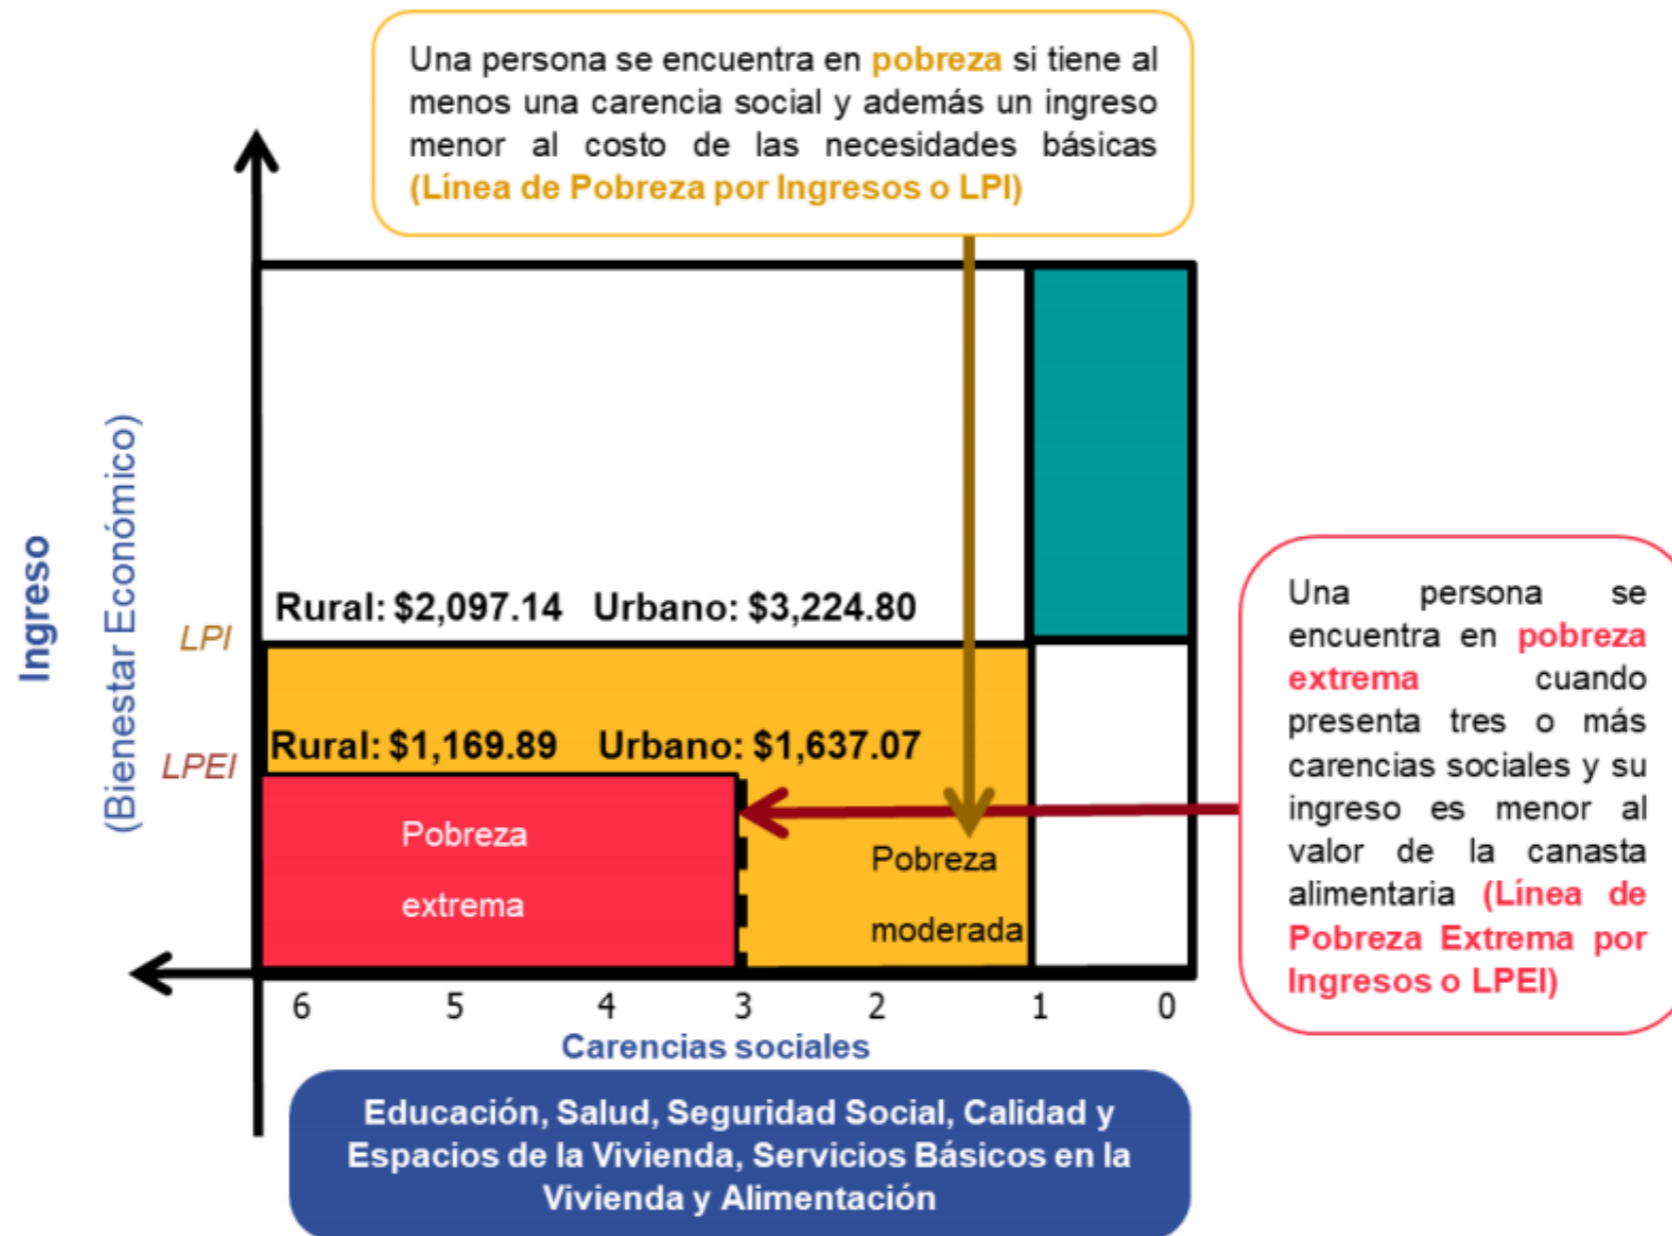 Una persona se encuentra en pobreza si tiene al
menos una carencia social y además un ingreso
menor al costo de las necesidades básicas
(Línea de Pobreza por Ingresos o LPI)
Ingreso
(Bienestar Económico)
Rural: $2,097.14 Urbano: $3,224.80
LPI
Rural: $1,169.89 Urbano: $1,637.07
LPEI
Pobreza
extrema
Pobreza
moderada
Una persona se
encuentra en pobreza
extrema cuando
presenta tres o más
carencias sociales y su
ingreso es menor al
valor de la canasta
alimentaria (Línea de
Pobreza Extrema por
Ingresos o LPEI)
6 5 4 3 2 1 0
Carencias sociales
Educación, Salud, Seguridad Social, Calidad y
Espacios de la Vivienda, Servicios Básicos en la
Vivienda y Alimentación